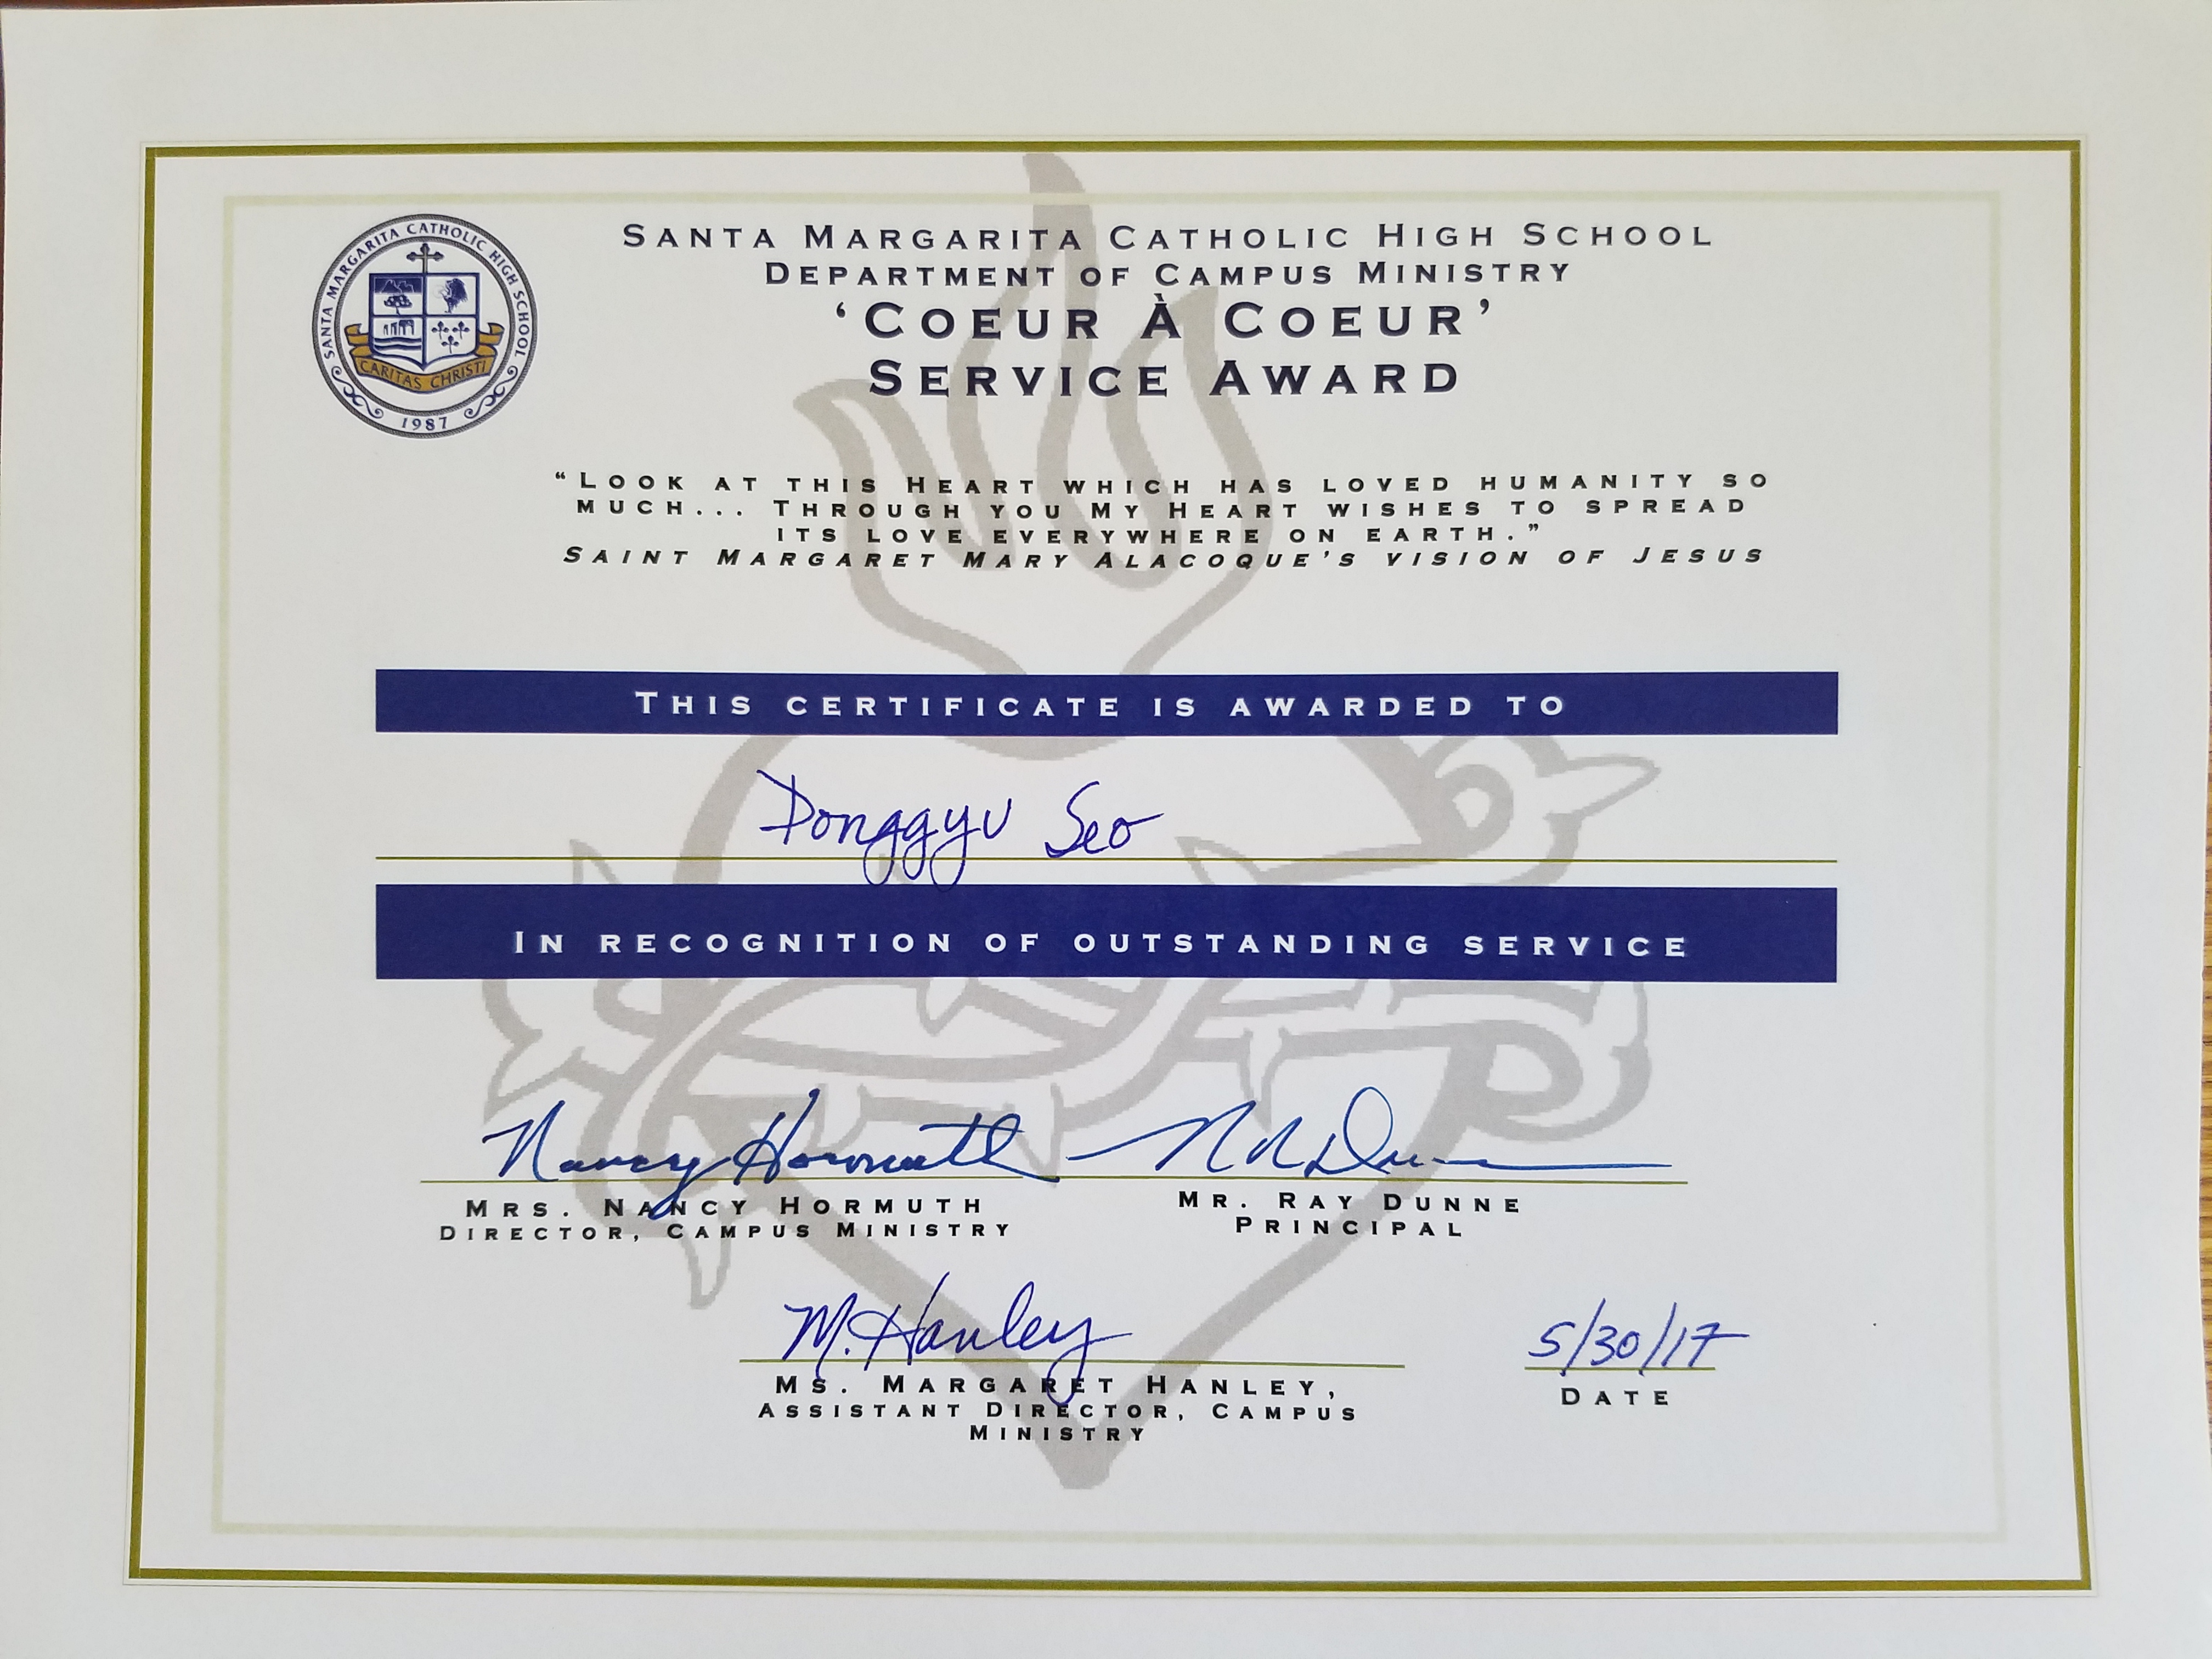 SANTA MARGARITA CATHOLIC HIGH SCHOOL
DEPARTMENT OF CAMPUS MINISTRY
‘COEUR À COEUR’
SERVICE AWARD
SANTA MARGARITA CATHOLIC HIGH SCHOOL
CARITAS CHRISTI
1987
“LOOK AT THIS HEART WHICH HAS LOVED HUMANITY SO
MUCH... THROUGH YOU MY HEART WISHES TO SPREAD
ITS LOVE EVERYWHERE ON EARTH.”
SAINT MARGARET MARY ALACOQUE'S VISION OF JESUS
THIS CERTIFICATE IS AWARDED TO
Donggyu Seo
IN RECOGNITION OF OUTSTANDING SERVICE
Nancy Hormuth
MRS. NANCY HORMUTH
DIRECTOR, CAMPUS MINISTRY
MR. RAY DUNNE
PRINCIPAL
M. Hanley
MS. MARGARET HANLEY,
ASSISTANT DIRECTOR, CAMPUS
MINISTRY
5/30/17
DATE